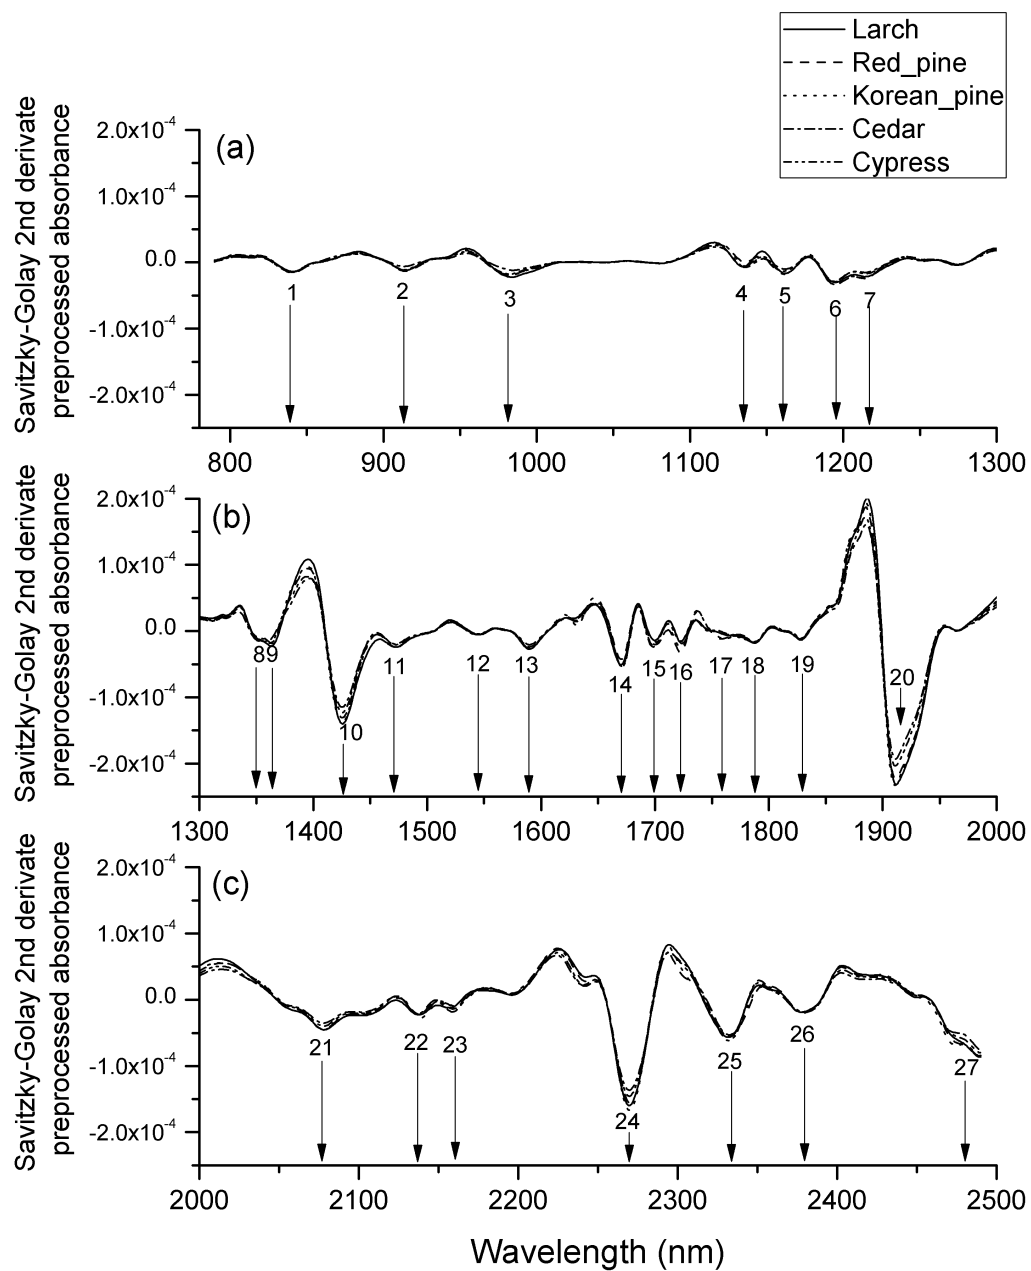 Larch
Red_pine
Korean_pine
Cedar
Cypress
Savitzky-Golay 2nd derivate
preprocessed absorbance
(a)
2.0x10-4
1.0x10-4
0.0
-1.0x10-4
-2.0x10-4
1 2 3 4 5 6 7
800 900 1000 1100 1200 1300
Savitzky-Golay 2nd derivate
preprocessed absorbance
(b)
2.0x10-4
1.0x10-4
0.0
-1.0x10-4
-2.0x10-4
8 9 10 11 12 13 14 15 16 17 18 19 20
1300 1400 1500 1600 1700 1800 1900 2000
Savitzky-Golay 2nd derivate
preprocessed absorbance
(c)
2.0x10-4
1.0x10-4
0.0
-1.0x10-4
-2.0x10-4
21 22 23 24 25 26 27
2000 2100 2200 2300 2400 2500
Wavelength (nm)